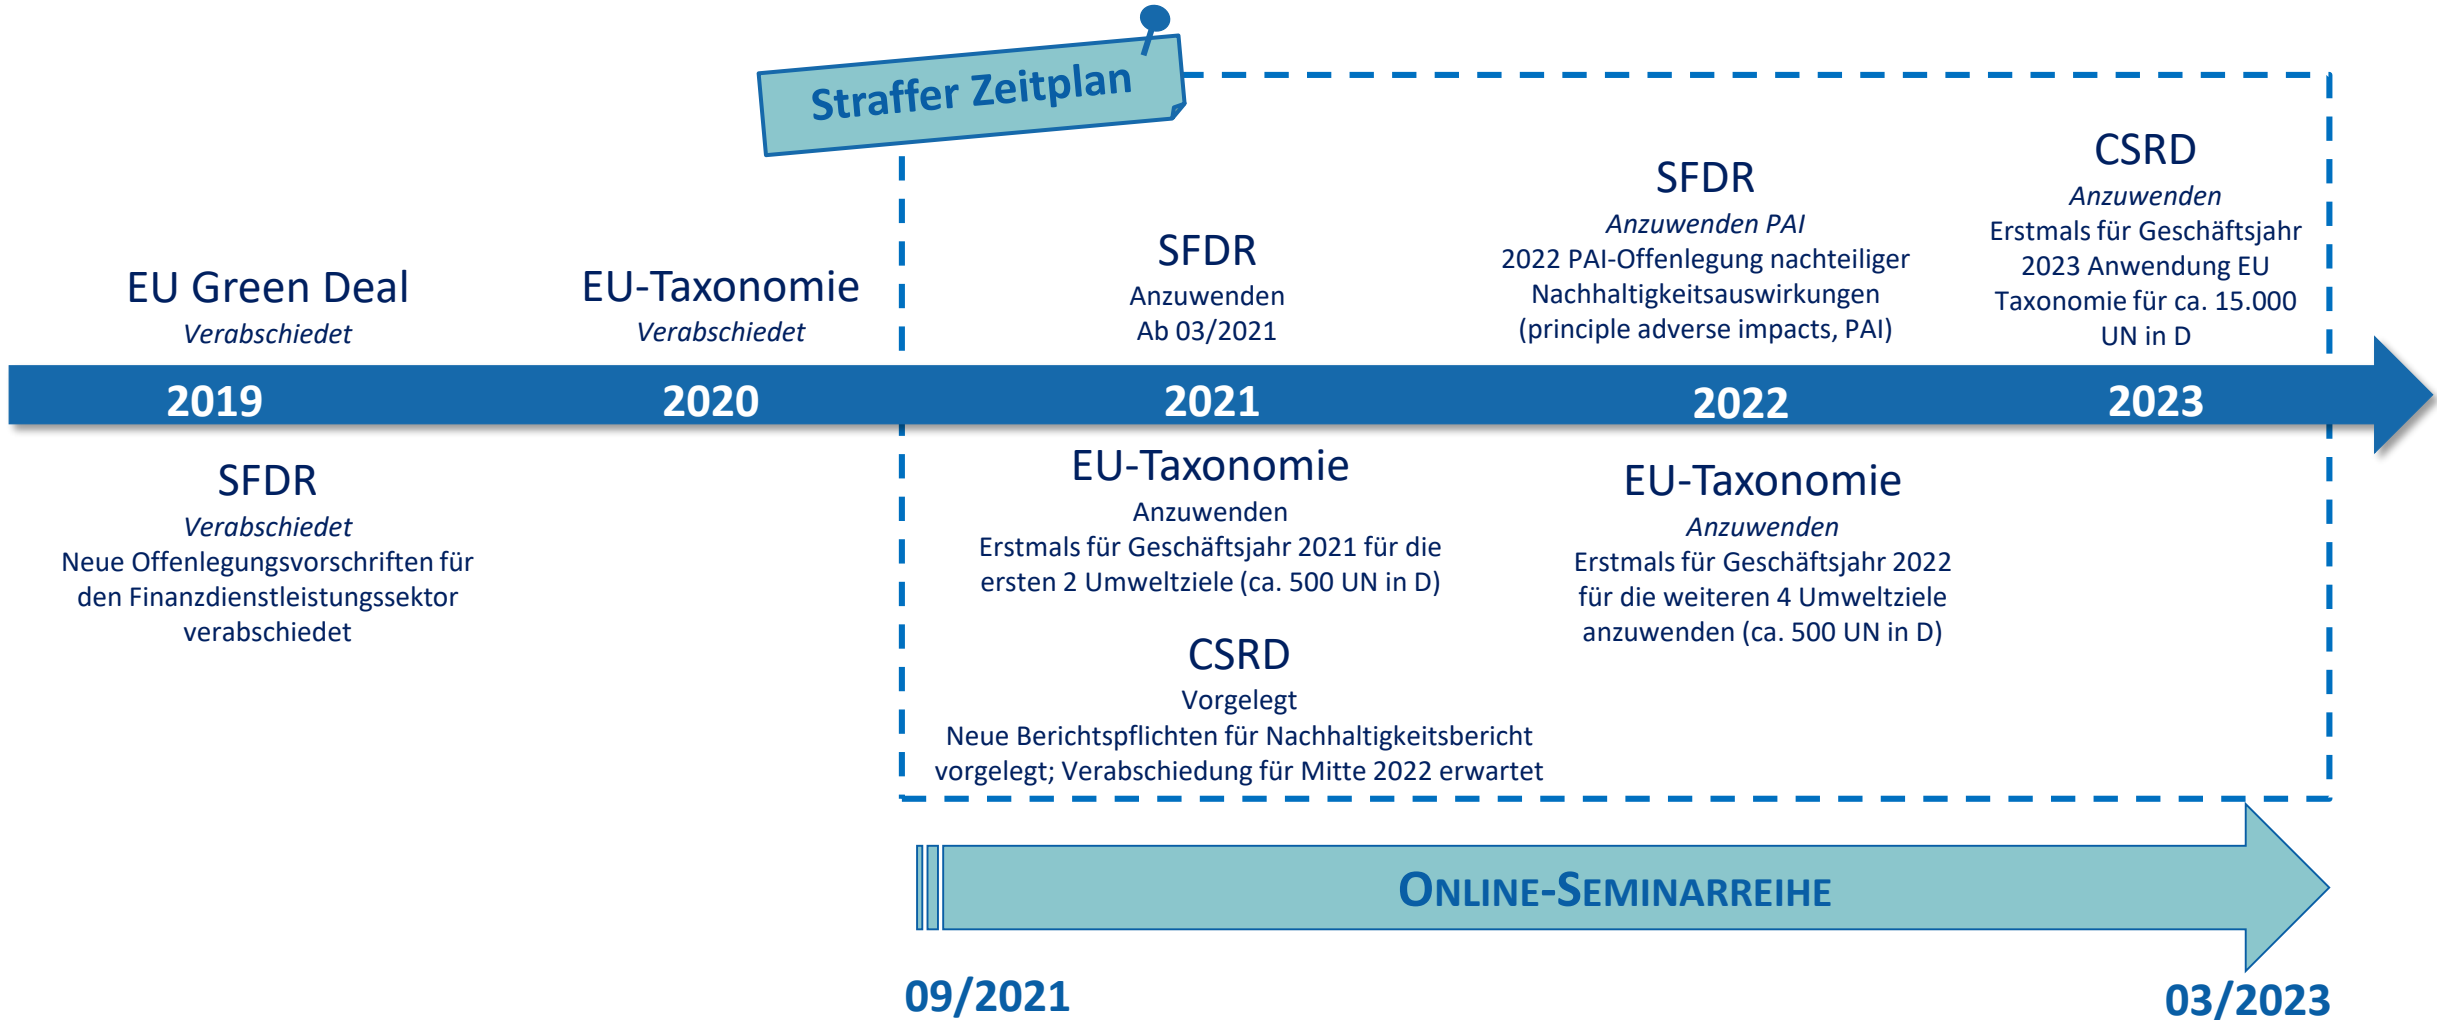 Straffer Zeitplan
EU Green Deal
Verabschiedet
EU-Taxonomie
Verabschiedet
SFDR
Anzuwenden
Ab 03/2021
SFDR
Anzuwenden PAI
2022 PAI-Offenlegung nachteiliger
Nachhaltigkeitsauswirkungen
(principle adverse impacts, PAI)
CSRD
Anzuwenden
Erstmals für Geschäftsjahr
2023 Anwendung EU
Taxonomie für ca. 15.000
UN in D
2019
2020
2021
2022
2023
SFDR
Verabschiedet
Neue Offenlegungsvorschriften für
den Finanzdienstleistungssektor
verabschiedet
EU-Taxonomie
Anzuwenden
Erstmals für Geschäftsjahr 2021 für die
ersten 2 Umweltziele (ca. 500 UN in D)
CSRD
Vorgelegt
Neue Berichtspflichten für Nachhaltigkeitsbericht
vorgelegt; Verabschiedung für Mitte 2022 erwartet
EU-Taxonomie
Anzuwenden
Erstmals für Geschäftsjahr 2022
für die weiteren 4 Umweltziele
anzuwenden (ca. 500 UN in D)
ONLINE-SEMINARREIHE
09/2021
03/2023